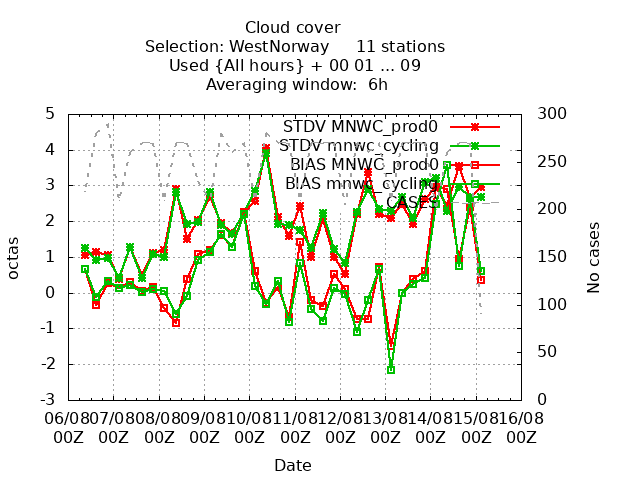 Cloud cover
Selection: WestNorway 11 stations
Used {All hours} + 00 01 ... 09
Averaging window: 6h
5 300
STDV MNWC_prod0
STDV mnwc_cycling
4 250
BIAS MNWC_prod0
BIAS mnwc_cycling
3 200
CASES
2 150
1
0 100
-1
-2 50
-3 0
octas
No cases
06/08 07/08 08/08 09/08 10/08 11/08 12/08 13/08 14/08 15/08 16/08
00Z 00Z 00Z 00Z 00Z 00Z 00Z 00Z 00Z 00Z 00Z
Date